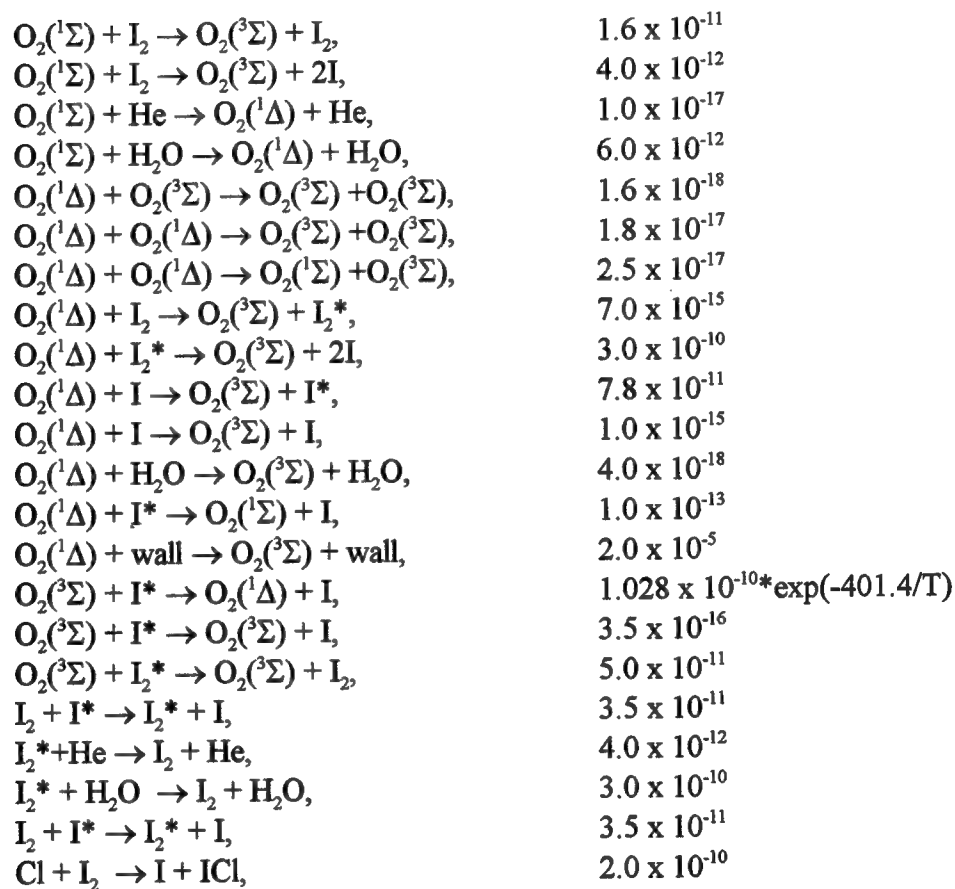 O₂(¹Σ) + I₂ → O₂(³Σ) + I₂, 1.6 x 10⁻¹¹
O₂(¹Σ) + I₂ → O₂(³Σ) + 2I, 4.0 x 10⁻¹²
O₂(¹Σ) + He → O₂(¹Δ) + He, 1.0 x 10⁻¹⁷
O₂(¹Σ) + H₂O → O₂(¹Δ) + H₂O, 6.0 x 10⁻¹²
O₂(¹Δ) + O₂(³Σ) → O₂(³Σ) +O₂(³Σ), 1.6 x 10⁻¹⁸
O₂(¹Δ) + O₂(¹Δ) → O₂(³Σ) +O₂(³Σ), 1.8 x 10⁻¹⁷
O₂(¹Δ) + O₂(¹Δ) → O₂(¹Σ) +O₂(³Σ), 2.5 x 10⁻¹⁷
O₂(¹Δ) + I₂ → O₂(³Σ) + I₂*, 7.0 x 10⁻¹⁵
O₂(¹Δ) + I₂* → O₂(³Σ) + 2I, 3.0 x 10⁻¹⁰
O₂(¹Δ) + I → O₂(³Σ) + I*, 7.8 x 10⁻¹¹
O₂(¹Δ) + I → O₂(³Σ) + I, 1.0 x 10⁻¹⁵
O₂(¹Δ) + H₂O → O₂(³Σ) + H₂O, 4.0 x 10⁻¹⁸
O₂(¹Δ) + I* → O₂(¹Σ) + I, 1.0 x 10⁻¹³
O₂(¹Δ) + wall → O₂(³Σ) + wall, 2.0 x 10⁻⁵
O₂(³Σ) + I* → O₂(¹Δ) + I, 1.028 x 10⁻¹⁰*exp(-401.4/T)
O₂(³Σ) + I* → O₂(³Σ) + I, 3.5 x 10⁻¹⁶
O₂(³Σ) + I₂* → O₂(³Σ) + I₂, 5.0 x 10⁻¹¹
I₂ + I* → I₂* + I, 3.5 x 10⁻¹¹
I₂*+He → I₂ + He, 4.0 x 10⁻¹²
I₂* + H₂O → I₂ + H₂O, 3.0 x 10⁻¹⁰
I₂ + I* → I₂* + I, 3.5 x 10⁻¹¹
Cl + I₂ → I + ICl, 2.0 x 10⁻¹⁰